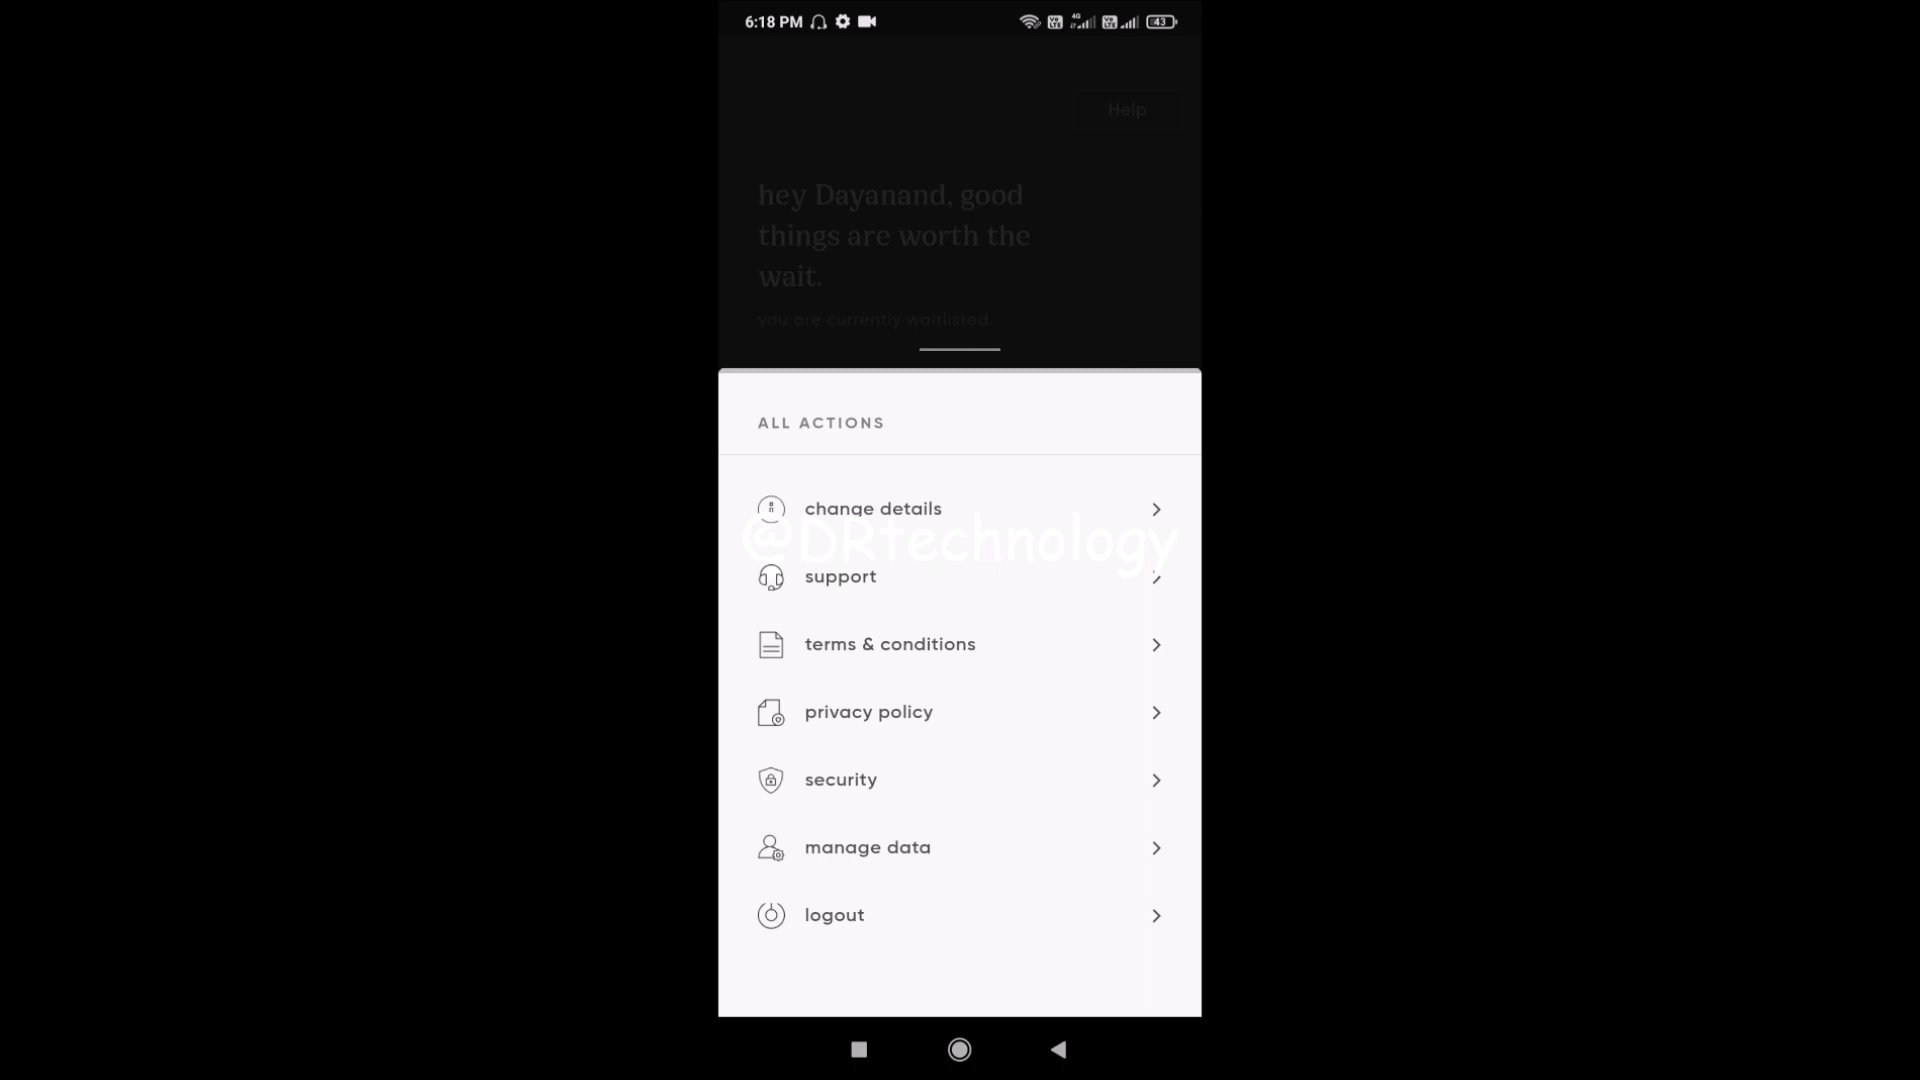 6:18 PM
4G
43
Help
hey Dayanand, good
things are worth the
wait.
you are currently waitlisted
ALL ACTIONS
change details
@DRtechnology
support
terms & conditions
privacy policy
security
manage data
logout